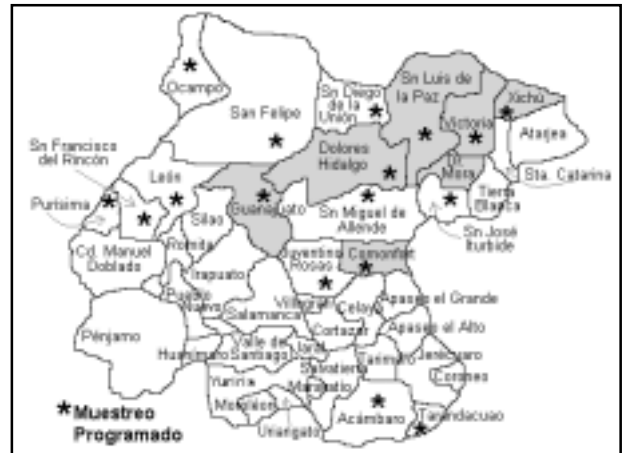 Ocampo
San Felipe
Sn Diego
de la
Unión
Sn Luis de
la Paz
Xichú
Victoria
Atarjea
Sn Francisco
del Rincón
León
Dolores
Hidalgo
Dr.
Mora
Sta. Catarina
Purísima
Silao
Guanajuato
Sn Miguel de
Allende
Tierra
Blanca
Sn José
Iturbide
Cd. Manuel
Doblado
Romita
Irapuato
Juventino
Rosas
Comonfort
Pueblo
Nuevo
Salamanca
Villagrán
Celaya
Apaseo el Grande
Pénjamo
Cortazar
Apaseo el Alto
Huanímaro
Valle de
Santiago
Jaral
Salvatierra
Tarimoro
Jerécuaro
Coroneo
Yuriria
Maravatío
Moroleón
Uriangato
Acámbaro
Tarandacuao
*Muestreo
Programado